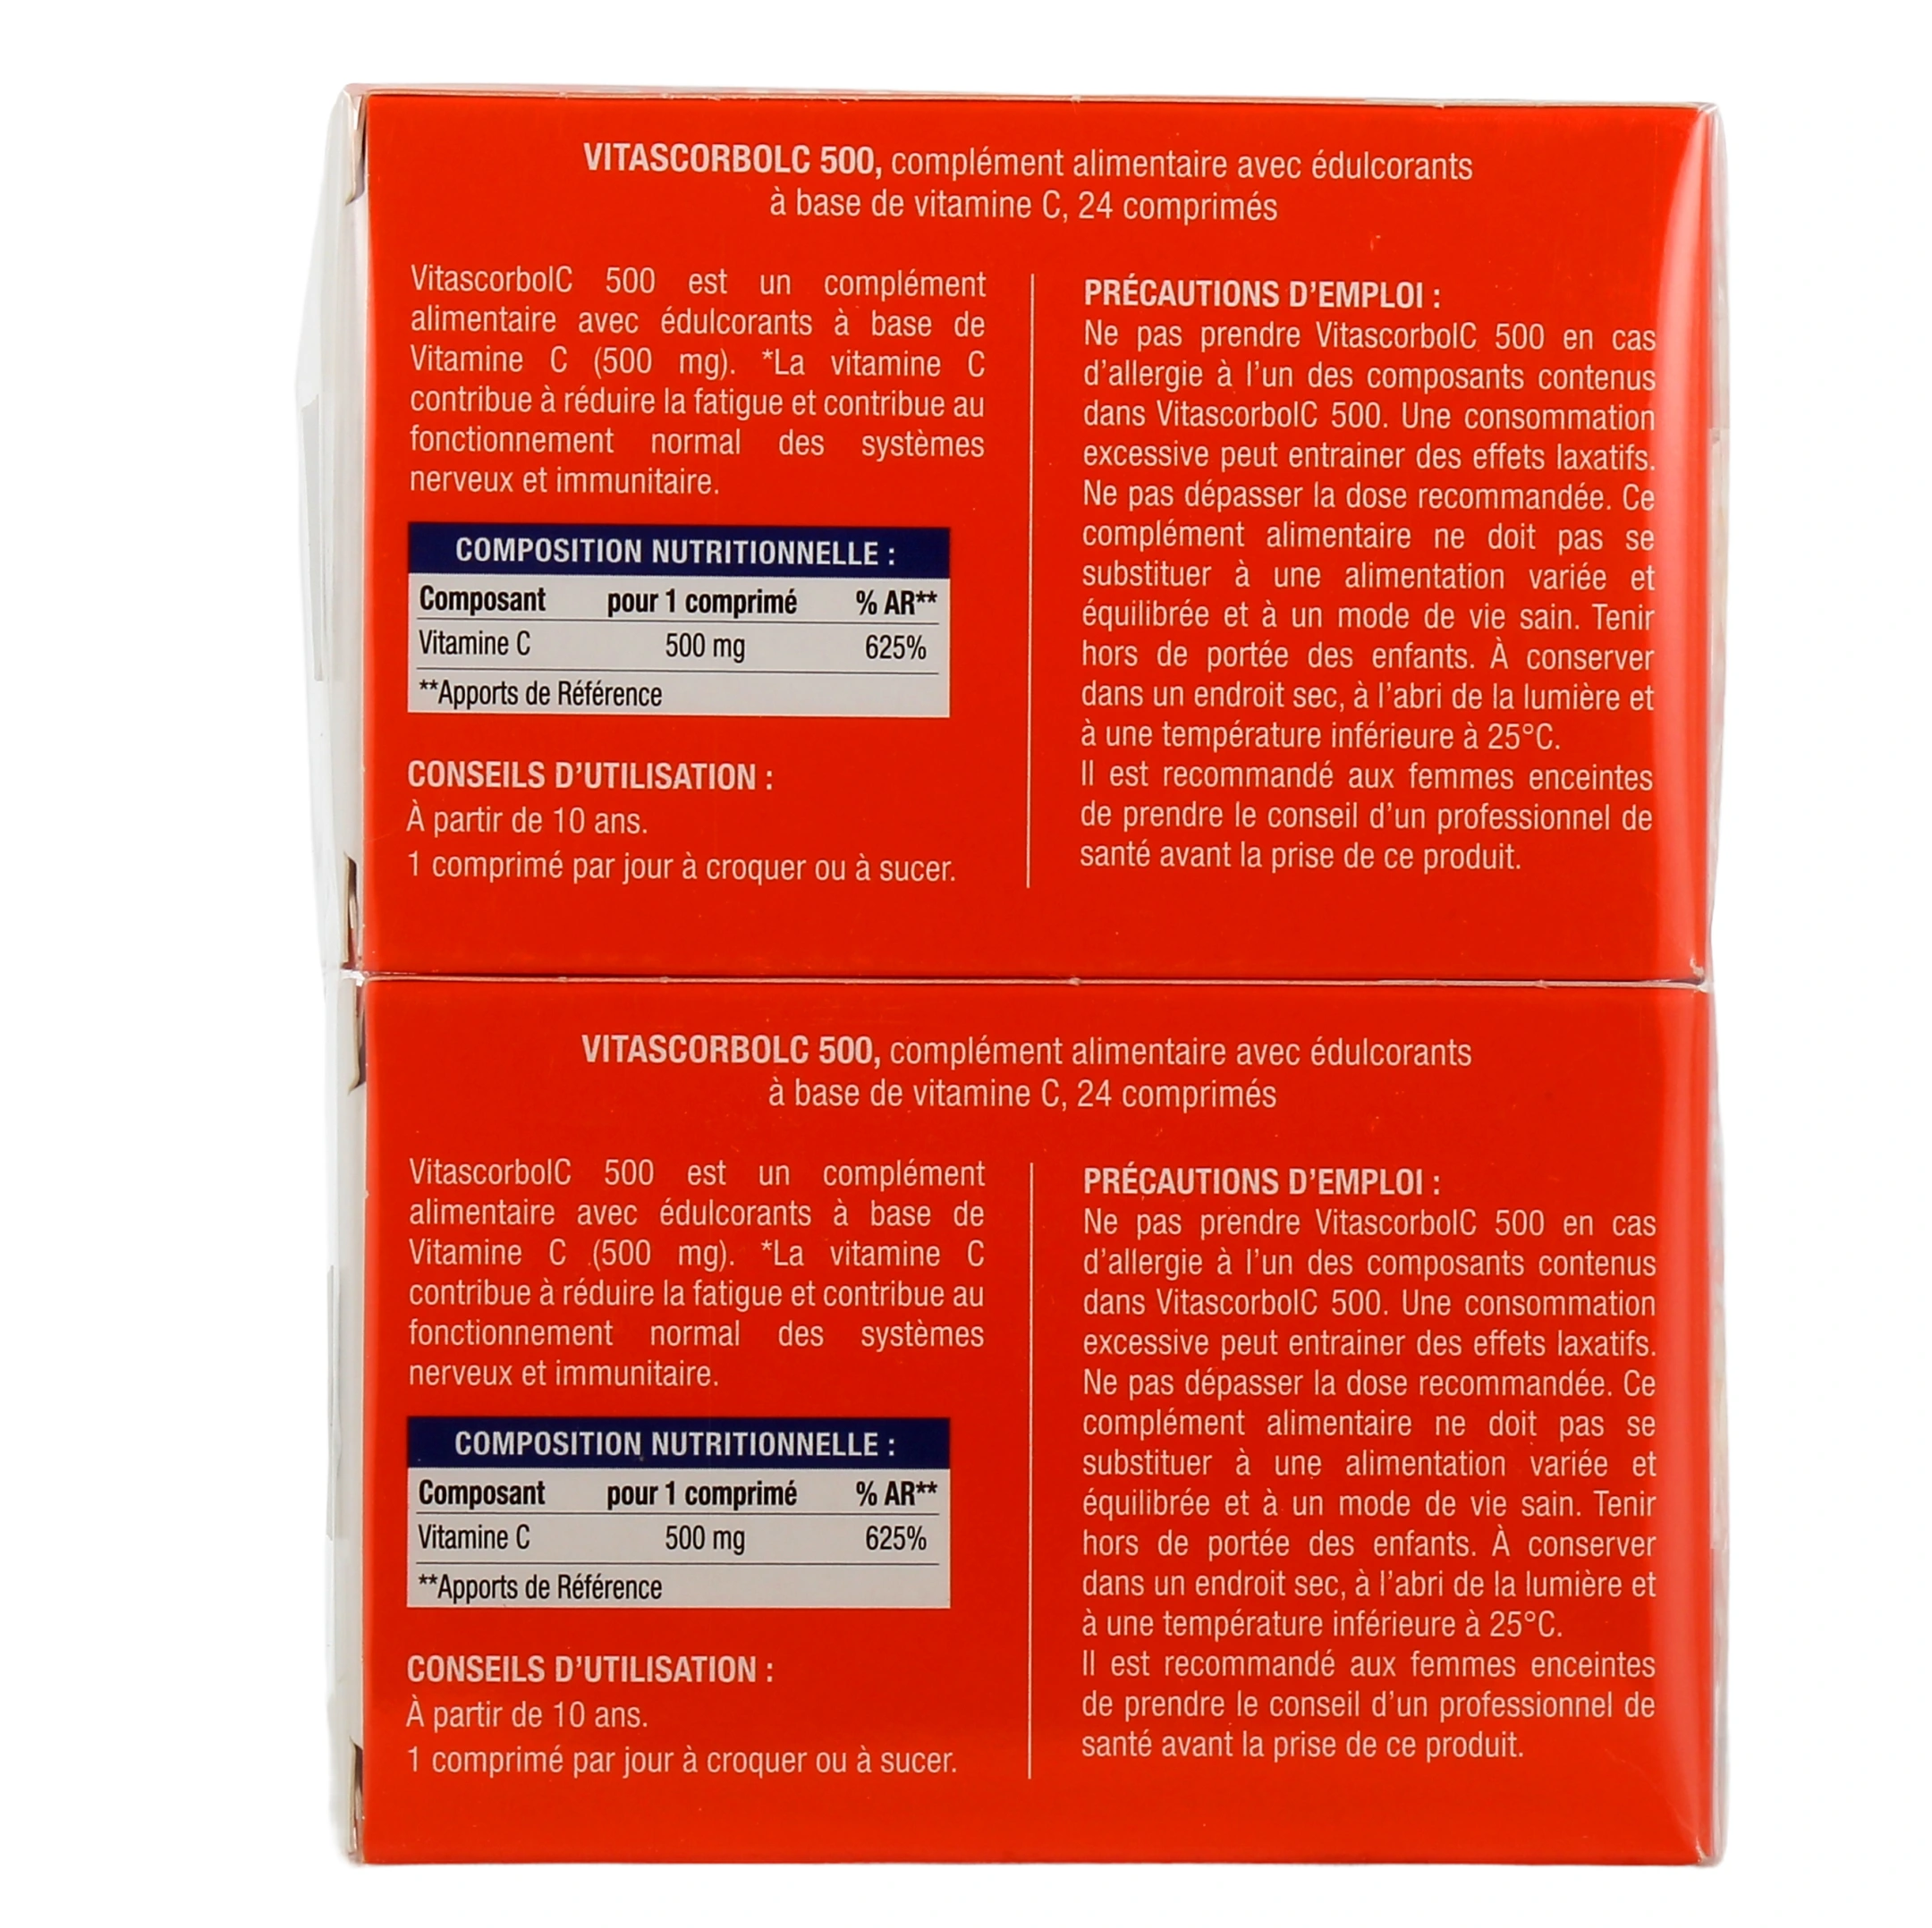 VITASCORBOLC 500, complément alimentaire avec édulcorants
à base de vitamine C, 24 comprimés
VitascorbolC 500 est un complément
alimentaire avec édulcorants à base de
Vitamine C (500 mg). *La vitamine C
contribue à réduire la fatigue et contribue au
fonctionnement normal des systèmes
nerveux et immunitaire.
COMPOSITION NUTRITIONNELLE :
Composant pour 1 comprimé % AR**
Vitamine C 500 mg 625%
**Apports de Référence
CONSEILS D'UTILISATION :
À partir de 10 ans.
1 comprimé par jour à croquer ou à sucer.
PRÉCAUTIONS D'EMPLOI :
Ne pas prendre VitascorbolC 500 en cas
d'allergie à l'un des composants contenus
dans VitascorbolC 500. Une consommation
excessive peut entrainer des effets laxatifs.
Ne pas dépasser la dose recommandée. Ce
complément alimentaire ne doit pas se
substituer à une alimentation variée et
équilibrée et à un mode de vie sain. Tenir
hors de portée des enfants. À conserver
dans un endroit sec, à l'abri de la lumière et
à une température inférieure à 25°C.
Il est recommandé aux femmes enceintes
de prendre le conseil d'un professionnel de
santé avant la prise de ce produit.
VITASCORBOLC 500, complément alimentaire avec édulcorants
à base de vitamine C, 24 comprimés
VitascorbolC 500 est un complément
alimentaire avec édulcorants à base de
Vitamine C (500 mg). *La vitamine C
contribue à réduire la fatigue et contribue au
fonctionnement normal des systèmes
nerveux et immunitaire.
COMPOSITION NUTRITIONNELLE :
Composant pour 1 comprimé % AR**
Vitamine C 500 mg 625%
**Apports de Référence
CONSEILS D'UTILISATION :
À partir de 10 ans.
1 comprimé par jour à croquer ou à sucer.
PRÉCAUTIONS D'EMPLOI :
Ne pas prendre VitascorbolC 500 en cas
d'allergie à l'un des composants contenus
dans VitascorbolC 500. Une consommation
excessive peut entrainer des effets laxatifs.
Ne pas dépasser la dose recommandée. Ce
complément alimentaire ne doit pas se
substituer à une alimentation variée et
équilibrée et à un mode de vie sain. Tenir
hors de portée des enfants. À conserver
dans un endroit sec, à l'abri de la lumière et
à une température inférieure à 25°C.
Il est recommandé aux femmes enceintes
de prendre le conseil d'un professionnel de
santé avant la prise de ce produit.